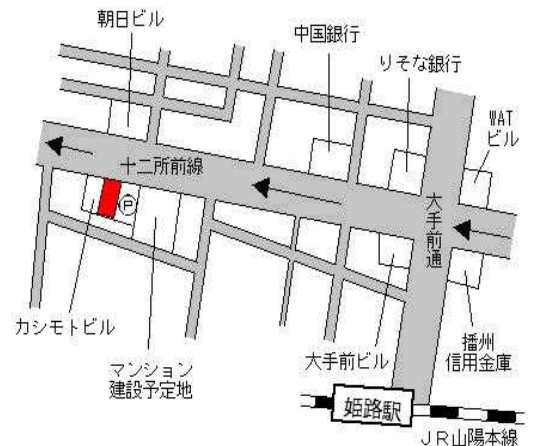 朝日ビル
中国銀行
りそな銀行
WAT
ビル
十二所前線
大手前通
P
カシモトビル
マンション
建設予定地
大手前ビル
播州
信用金庫
姫路駅
JR山陽本線